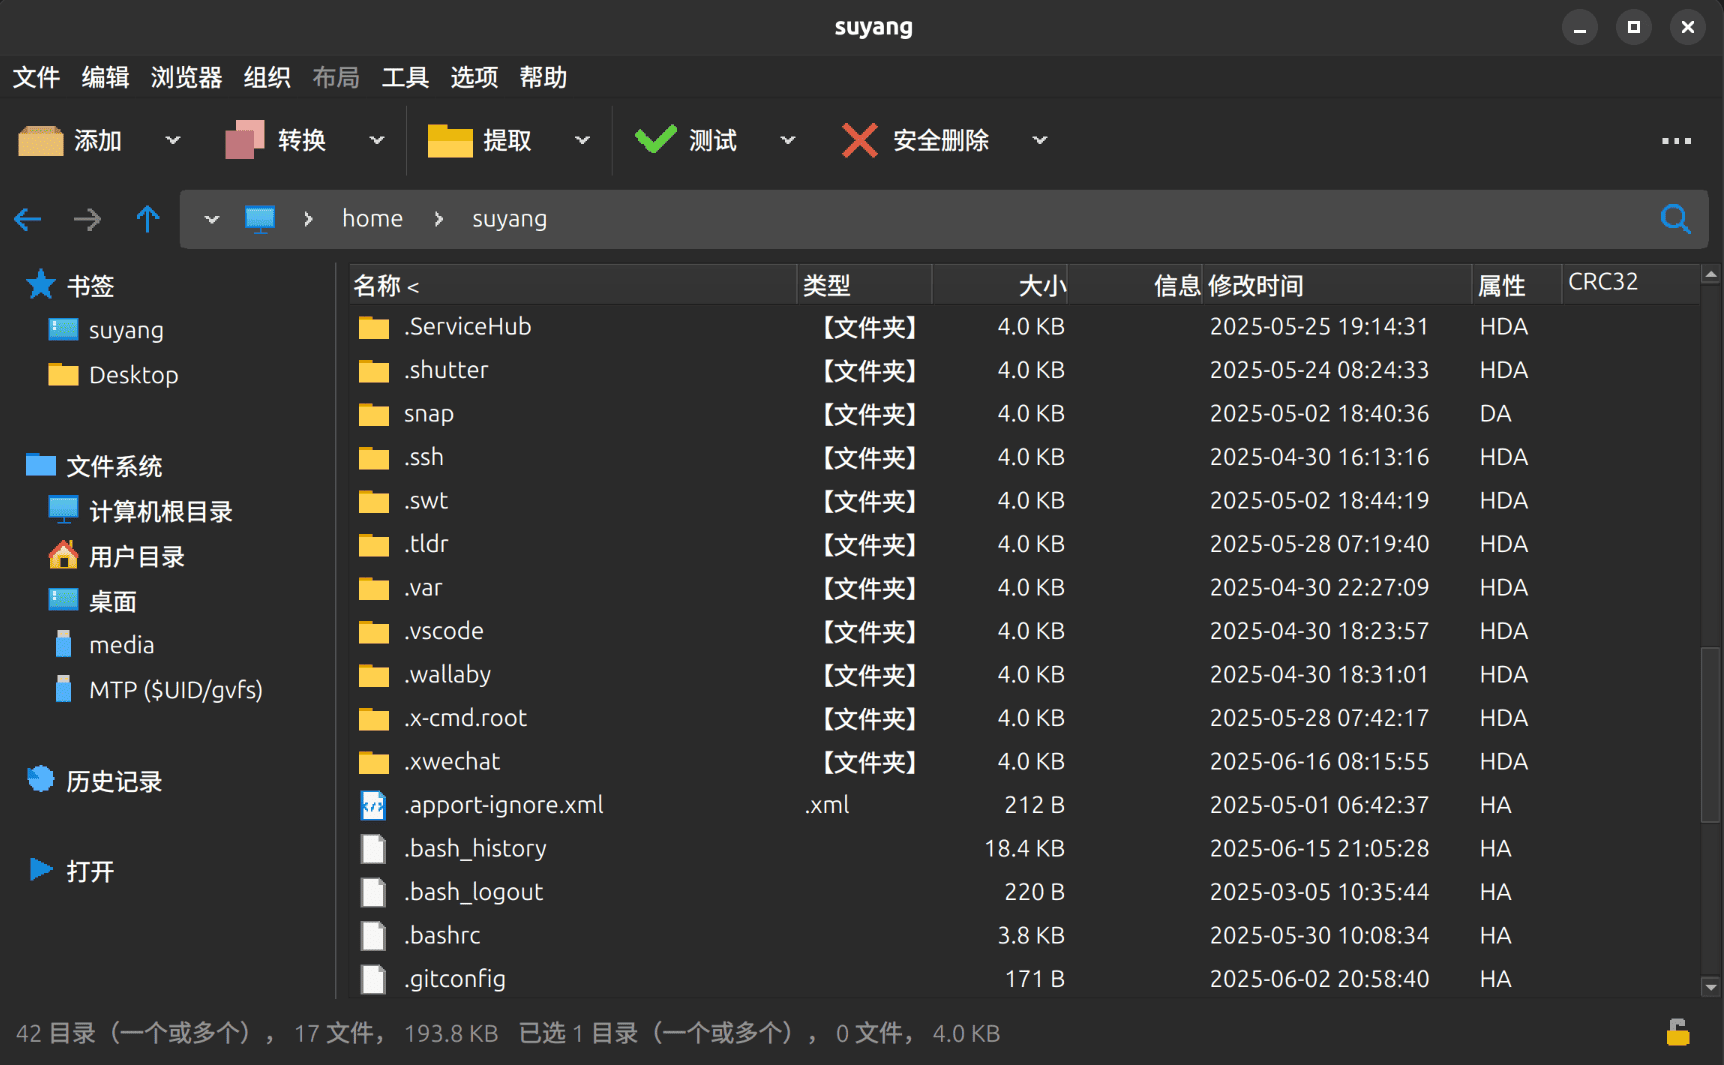 suyang
文件 编辑 浏览器 组织 布局 工具 选项 帮助
添加 转换 提取 测试 安全删除 ...
home suyang
书签
suyang
Desktop
文件系统
计算机根目录
用户目录
桌面
media
MTP ($UID/gvfs)
历史记录
打开
名称 < 类型 大小 信息 修改时间 属性 CRC32
.ServiceHub 【文件夹】 4.0 KB 2025-05-25 19:14:31 HDA
.shutter 【文件夹】 4.0 KB 2025-05-24 08:24:33 HDA
snap 【文件夹】 4.0 KB 2025-05-02 18:40:36 DA
.ssh 【文件夹】 4.0 KB 2025-04-30 16:13:16 HDA
.swt 【文件夹】 4.0 KB 2025-05-02 18:44:19 HDA
.tldr 【文件夹】 4.0 KB 2025-05-28 07:19:40 HDA
.var 【文件夹】 4.0 KB 2025-04-30 22:27:09 HDA
.vscode 【文件夹】 4.0 KB 2025-04-30 18:23:57 HDA
.wallaby 【文件夹】 4.0 KB 2025-04-30 18:31:01 HDA
.x-cmd.root 【文件夹】 4.0 KB 2025-05-28 07:42:17 HDA
.xwechat 【文件夹】 4.0 KB 2025-06-16 08:15:55 HDA
.apport-ignore.xml .xml 212 B 2025-05-01 06:42:37 HA
.bash_history 18.4 KB 2025-06-15 21:05:28 HA
.bash_logout 220 B 2025-03-05 10:35:44 HA
.bashrc 3.8 KB 2025-05-30 10:08:34 HA
.gitconfig 171 B 2025-06-02 20:58:40 HA
42 目录（一个或多个）， 17 文件， 193.8 KB 已选 1 目录（一个或多个）， 0 文件， 4.0 KB